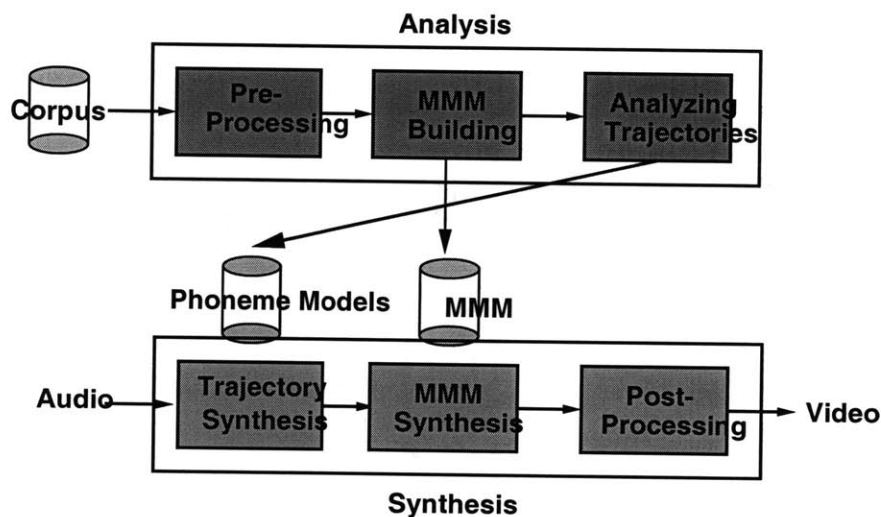 Analysis
Corpus
Pre-
Processing
MMM
Building
Analyzing
Trajectories
Phoneme Models
MMM
Audio
Trajectory
Synthesis
MMM
Synthesis
Post-
Processing
Video
Synthesis